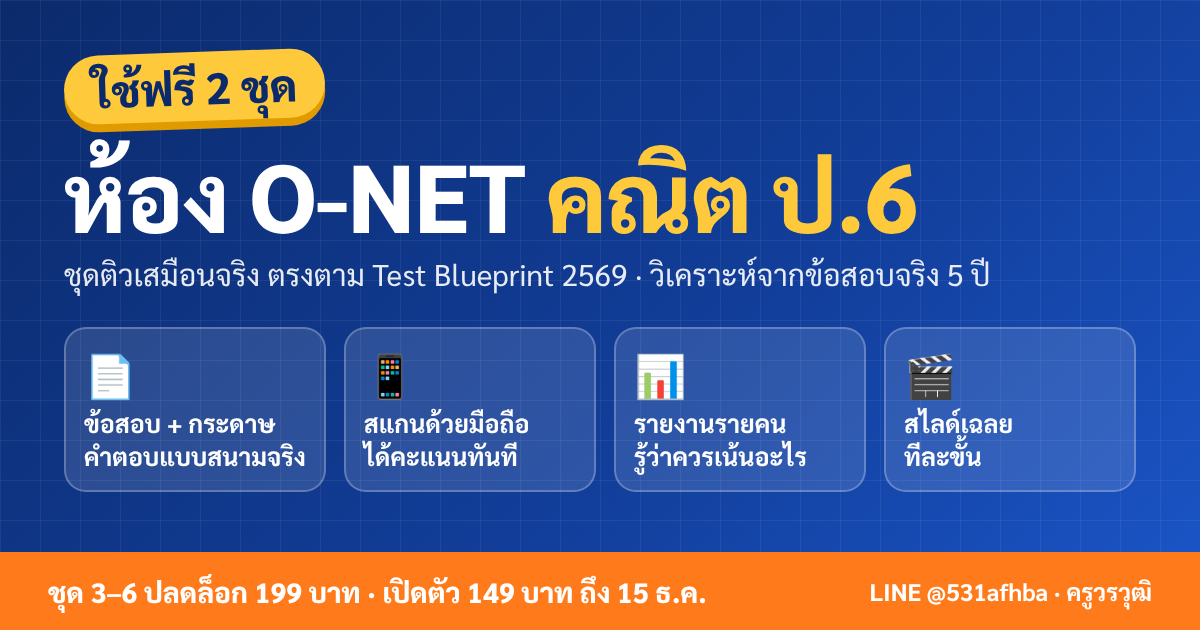 ใช้ฟรี 2 ชุด
ห้อง O-NET คณิต ป.6
ชุดติวเสมือนจริง ตรงตาม Test Blueprint 2569 · วิเคราะห์จากข้อสอบจริง 5 ปี
ข้อสอบ + กระดาษ
คำตอบแบบสนามจริง
สแกนด้วยมือถือ
ได้คะแนนทันที
รายงานรายคน
รู้ว่าควรเน้นอะไร
สไลด์เฉลย
ทีละขั้น
ชุด 3–6 ปลดล็อก 199 บาท · เปิดตัว 149 บาท ถึง 15 ธ.ค.
LINE @531afhba · ครูวรวุฒิ